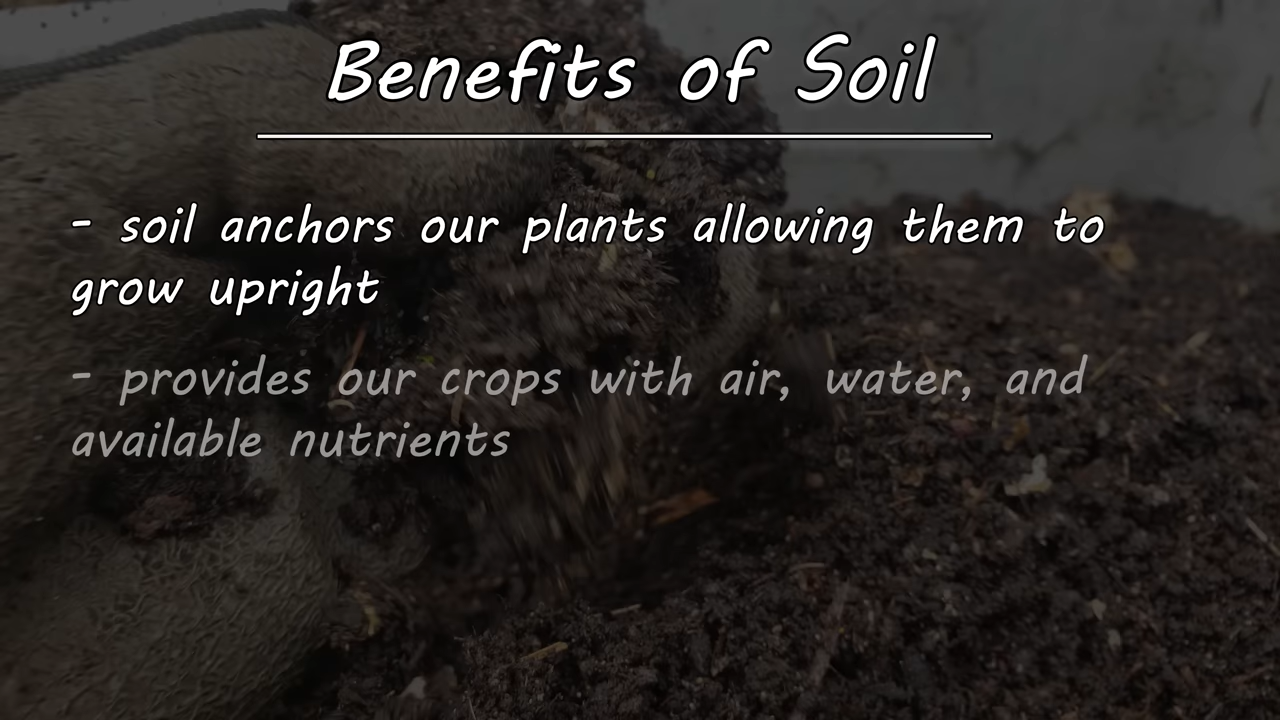 Benefits of Soil
- soil anchors our plants allowing them to
grow upright
- provides our crops with air, water, and
available nutrients